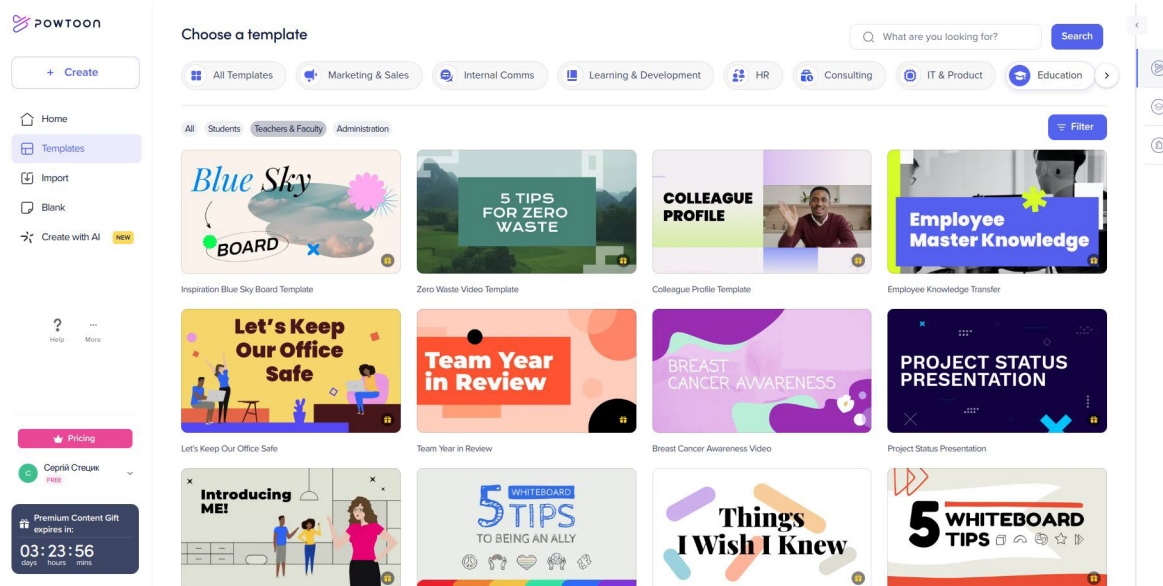 POWTOON
+ Create
Home
Templates
Import
Blank
Create with AI NEW
? ...
Help More
Pricing
С Сергій Стецик
FREE
Premium Content Gift
expires in:
03:23:56
days hours mins
Choose a template
What are you looking for?
Search
All Templates
Marketing & Sales
Internal Comms
Learning & Development
HR
Consulting
IT & Product
Education
All Students Teachers & Faculty Administration
Filter
Blue Sky
BOARD
Inspiration Blue Sky Board Template
5 TIPS
FOR ZERO
WASTE
Zero Waste Video Template
COLLEAGUE
PROFILE
Colleague Profile Template
Employee
Master Knowledge
Employee Knowledge Transfer
Let's Keep
Our Office
Safe
Let's Keep Our Office Safe
Team Year
in Review
Team Year in Review
BREAST
CANCER AWARENESS
Breast Cancer Awareness Video
PROJECT STATUS
PRESENTATION
Project Status Presentation
Introducing
ME!
5 WHITEBOARD
TIPS
TO BEING AN ALLY
Things
I Wish I Knew
5 WHITEBOARD
TIPS